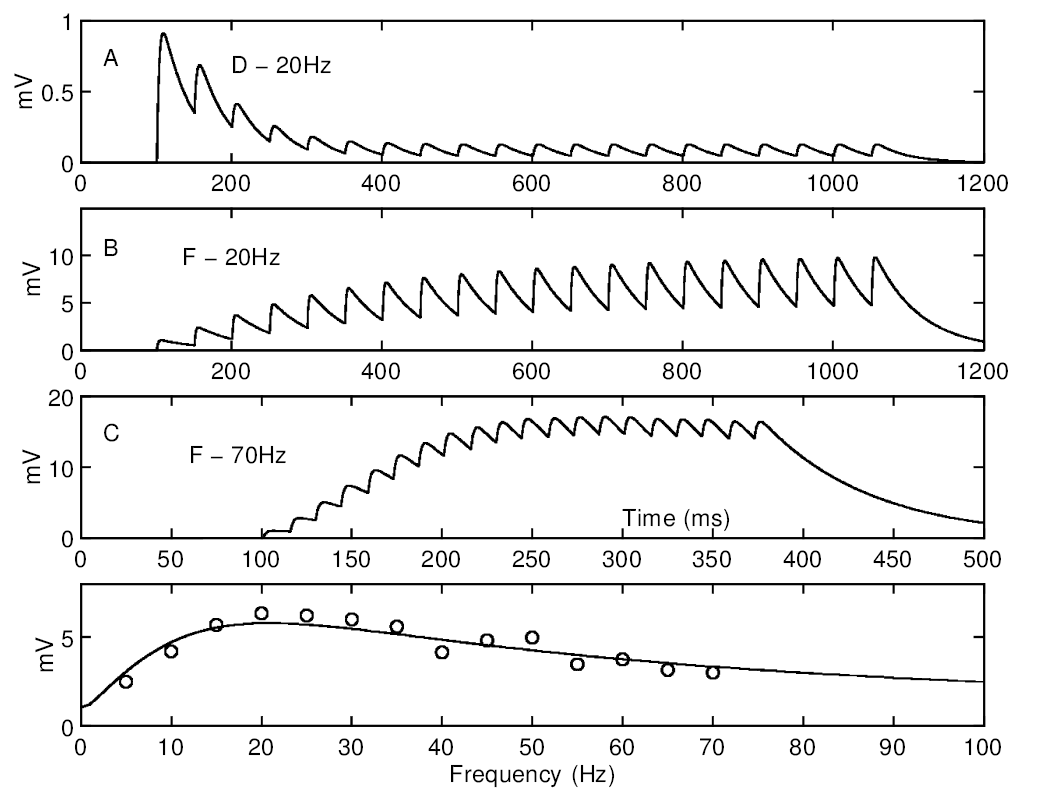 1
A
D – 20Hz
mV
0.5
0
0 200 400 600 800 1000 1200
B
F – 20Hz
mV
10
5
0
0 200 400 600 800 1000 1200
20
C
F – 70Hz
mV
10
Time (ms)
0
0 50 100 150 200 250 300 350 400 450 500
mV
5
0
0 10 20 30 40 50 60 70 80 90 100
Frequency (Hz)